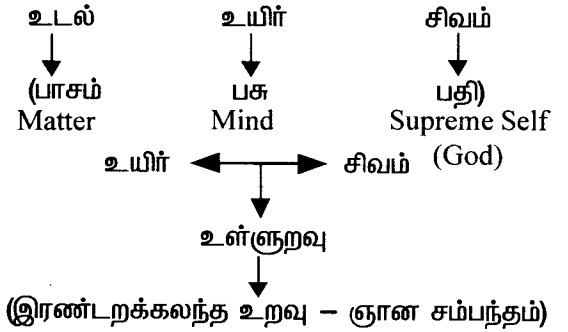 உடல் உயிர் சிவம்
(பாசம் பசு பதி)
Matter Mind Supreme Self
(God)
உயிர் சிவம்
உள்ளுறவு
(இரண்டறக்கலந்த உறவு – ஞான சம்பந்தம்)